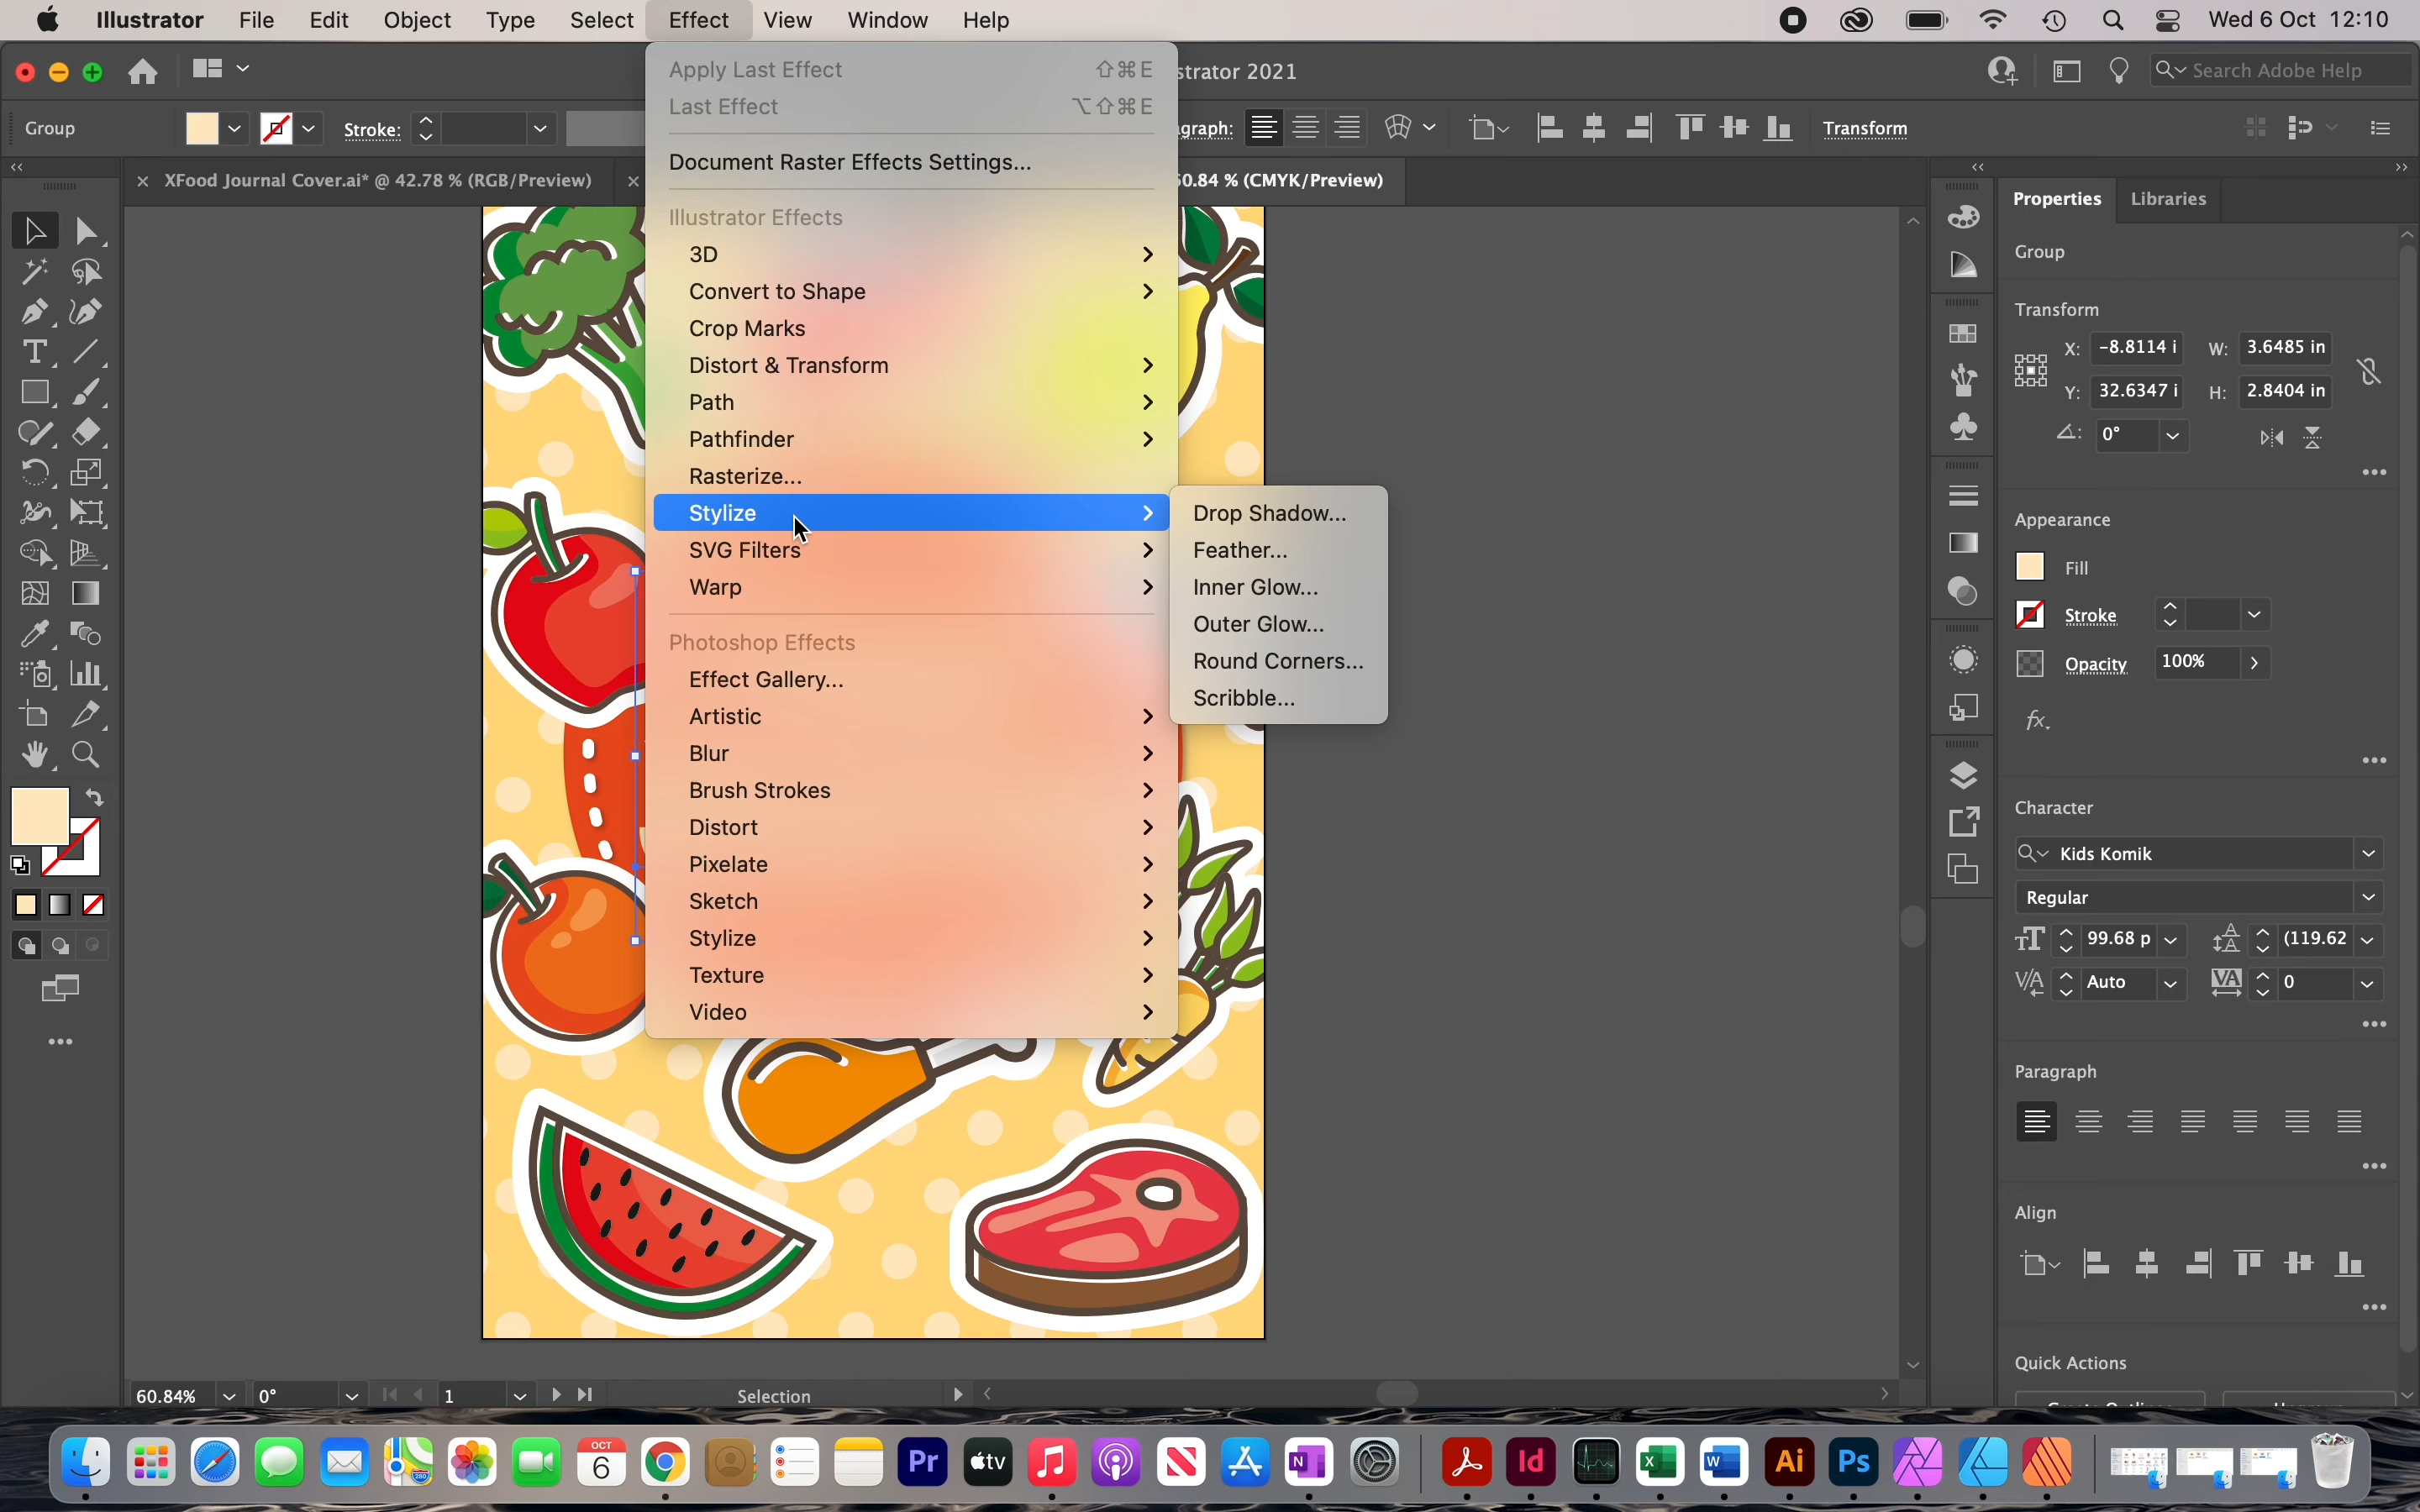 Illustrator File Edit Object Type Select Effect View Window Help Wed 6 Oct 12:10
strator 2021 Search Adobe Help
Group Stroke: agraph: Transform
XFood Journal Cover.ai* @ 42.78 % (RGB/Preview) 50.84 % (CMYK/Preview)
Apply Last Effect ⇧⌘E
Last Effect ⌥⇧⌘E
Document Raster Effects Settings...
Illustrator Effects
3D
Convert to Shape
Crop Marks
Distort & Transform
Path
Pathfinder
Rasterize...
Stylize
SVG Filters
Warp
Photoshop Effects
Effect Gallery...
Artistic
Blur
Brush Strokes
Distort
Pixelate
Sketch
Stylize
Texture
Video
Drop Shadow...
Feather...
Inner Glow...
Outer Glow...
Round Corners...
Scribble...
Properties Libraries
Group
Transform
X: -8.8114 i W: 3.6485 in
Y: 32.6347 i H: 2.8404 in
0°
Appearance
Fill
Stroke
Opacity 100%
fx.
Character
Kids Komik
Regular
99.68 p (119.62
Auto 0
Paragraph
Align
Quick Actions
60.84% 0° 1 Selection
OCT
6
Pr
tv
N
280
Id
X
W
Ai
Ps